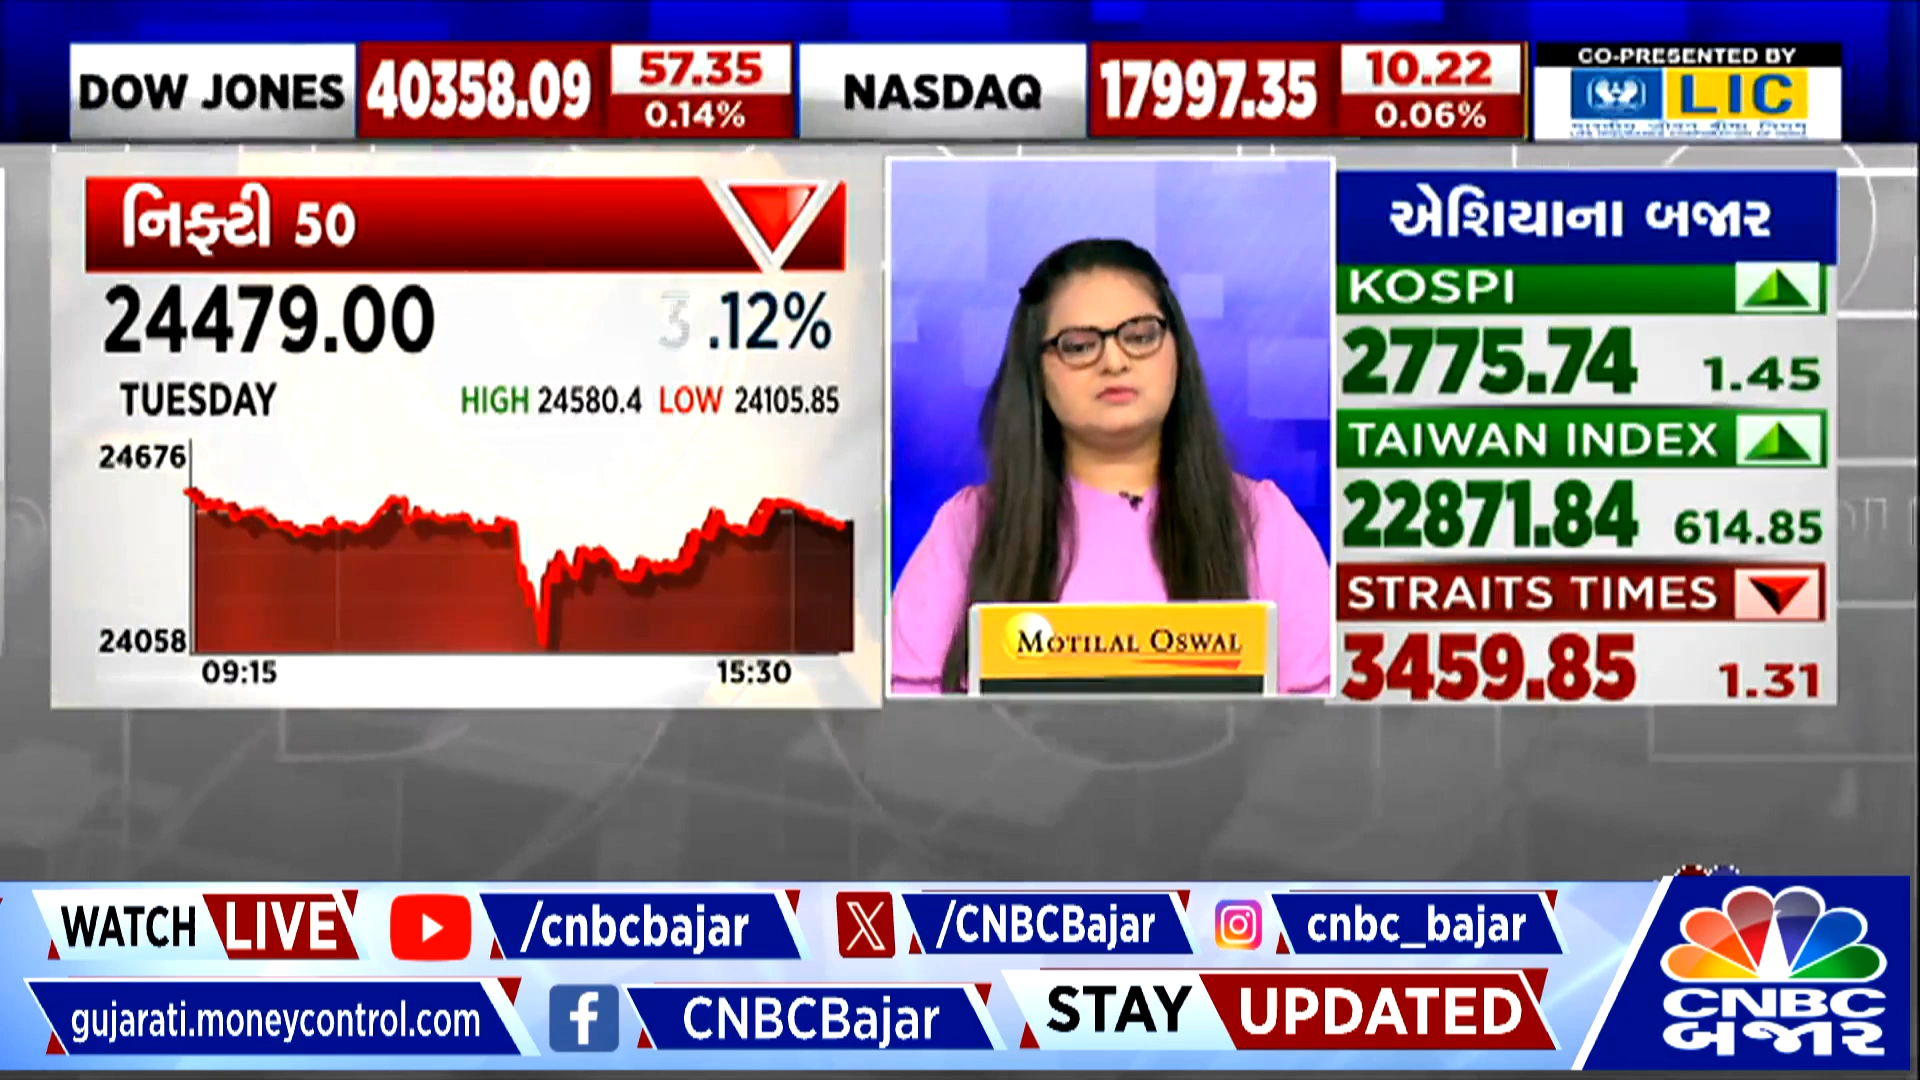 DOW JONES 40358.09 57.35 0.14%
NASDAQ 17997.35 10.22 0.06%
CO-PRESENTED BY
LIC
નિફ્ટી 50
24479.00 .12%
TUESDAY HIGH 24580.4 LOW 24105.85
24676
24058
09:15 15:30
MOTILAL OSWAL
એશિયાના બજાર
KOSPI
2775.74 1.45
TAIWAN INDEX
22871.84 614.85
STRAITS TIMES
3459.85 1.31
WATCH LIVE /cnbcbajar /CNBCBajar cnbc_bajar
gujarati.moneycontrol.com CNBCBajar STAY UPDATED
CNBC
બજાર